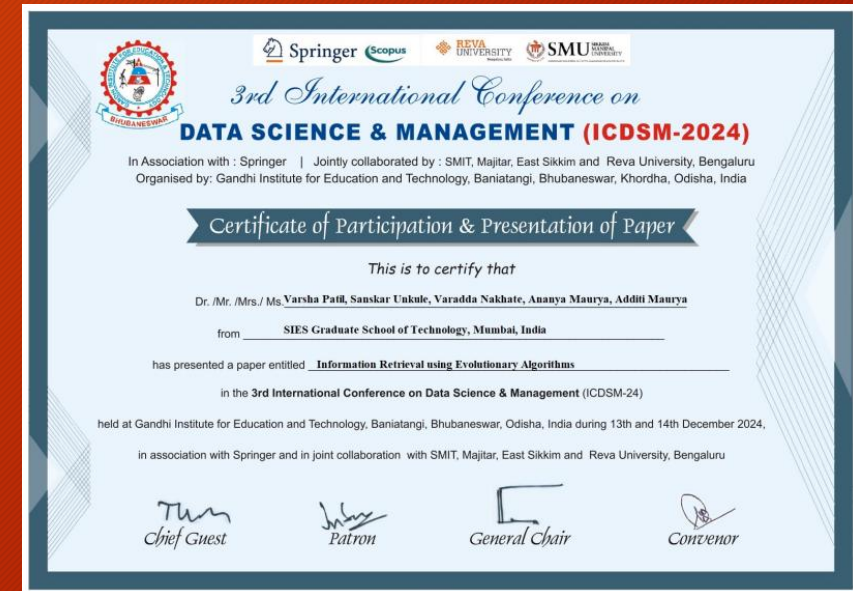 Springer Scopus REVA UNIVERSITY SMU
BHUBANESWAR
3rd International Conference on
DATA SCIENCE & MANAGEMENT (ICDSM-2024)
In Association with : Springer | Jointly collaborated by : SMIT, Majitar, East Sikkim and Reva University, Bengaluru
Organised by: Gandhi Institute for Education and Technology, Baniatangi, Bhubaneswar, Khordha, Odisha, India
Certificate of Participation & Presentation of Paper
This is to certify that
Dr. /Mr. /Mrs./ Ms. Varsha Patil, Sanskar Unkule, Varadda Nakhate, Ananya Maurya, Additi Maurya
from SIES Graduate School of Technology, Mumbai, India
has presented a paper entitled Information Retrieval using Evolutionary Algorithms
in the 3rd International Conference on Data Science & Management (ICDSM-24)
held at Gandhi Institute for Education and Technology, Baniatangi, Bhubaneswar, Odisha, India during 13th and 14th December 2024,
in association with Springer and in joint collaboration with SMIT, Majitar, East Sikkim and Reva University, Bengaluru
Chief Guest Patron General Chair Convenor